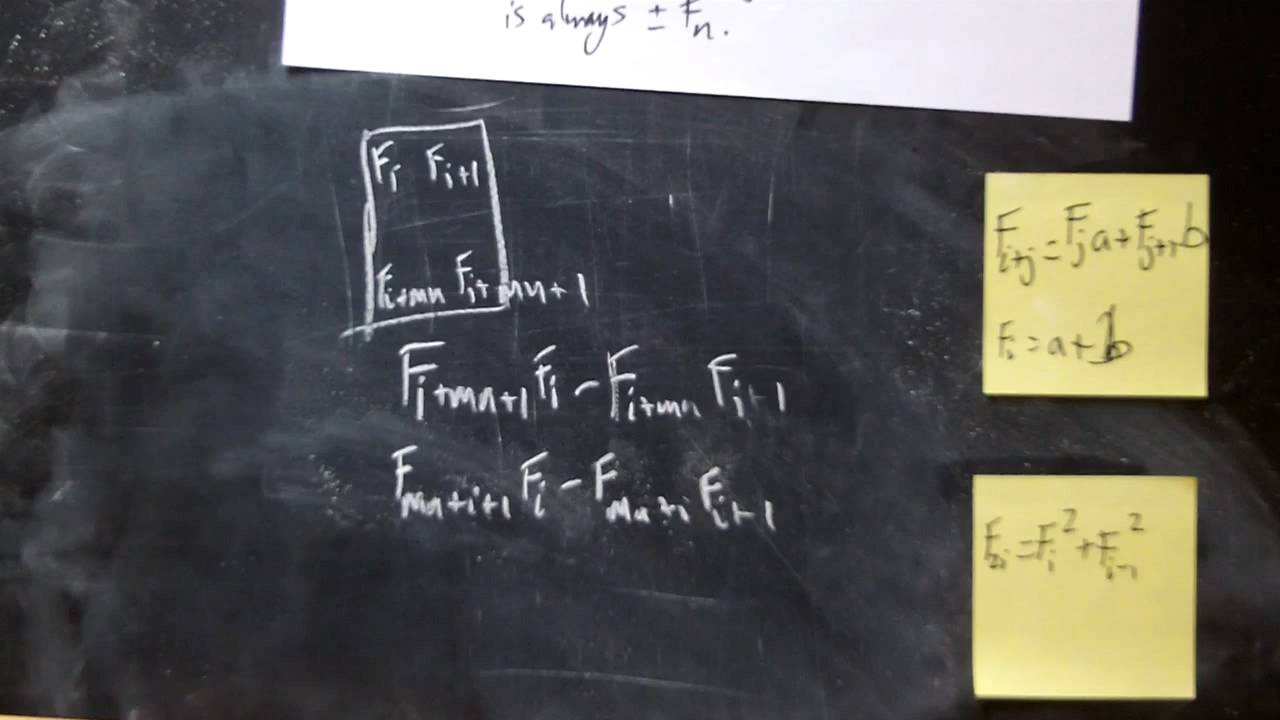 is always ± Fn.
Fi Fi+1
Fi+mn Fi+mn+1
Fi+mn+1 Fi - Fi+mn Fi+1
Fmn+i+1 Fi - Fmn+i Fi+1
Fi+j = Fj a + Fj+1 b
Fi = a + b
F2i = Fi² + Fi-1²